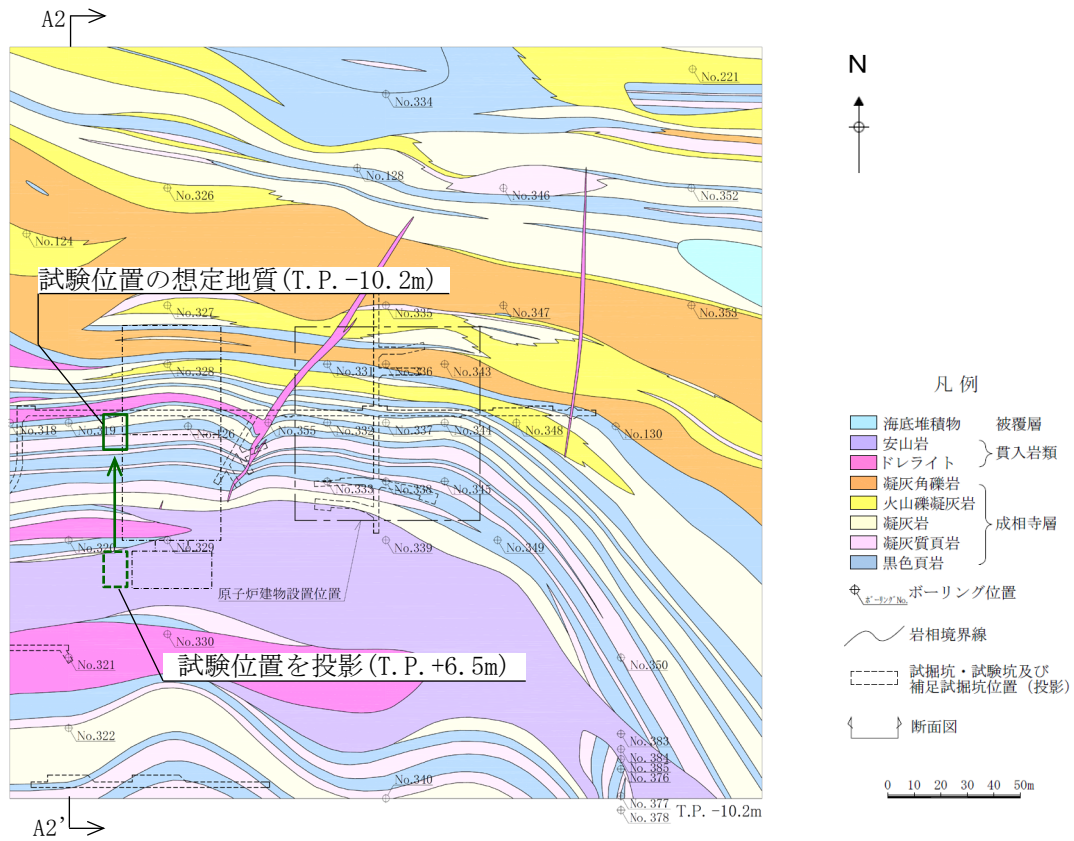 A2
No.221
No.334
No.128
No.326
No.346
No.352
No.124
試験位置の想定地質(T.P.-10.2m)
No.327
No.335
No.347
No.353
No.328
No.331
No.336
No.343
No.318
No.319
No.126
No.355
No.332
No.337
No.344
No.348
No.130
No.333
No.338
No.345
No.320
No.329
No.339
No.349
原子炉建物設置位置
No.330
No.321
試験位置を投影(T.P.+6.5m)
No.350
No.322
No.383
No.384
No.385
No.376
No.340
No.377
No.378
T.P. -10.2m
A2'
N
凡例
海底堆積物
被覆層
安山岩
ドレライト
貫入岩類
凝灰角礫岩
火山礫凝灰岩
凝灰岩
凝灰質頁岩
黒色頁岩
成相寺層
ボーリングNo.
ボーリング位置
岩相境界線
試掘坑・試験坑及び
補足試掘坑位置（投影）
断面図
0 10 20 30 40 50m